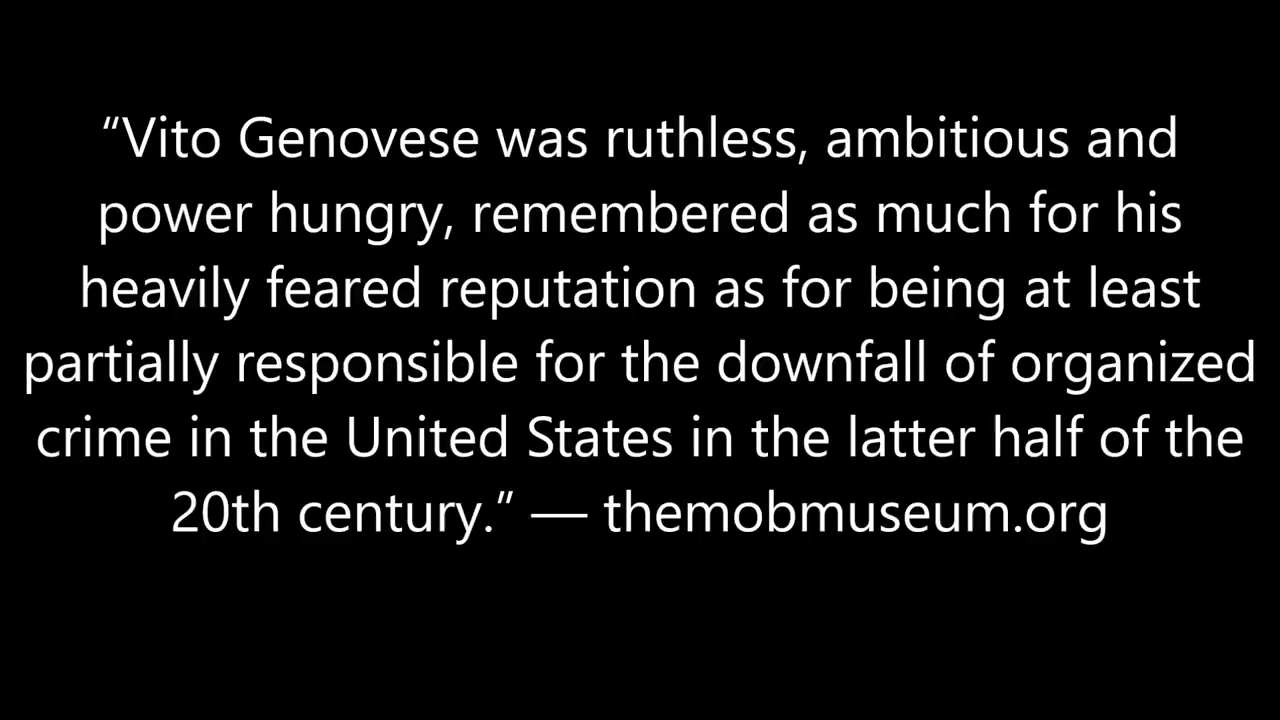 “Vito Genovese was ruthless, ambitious and
power hungry, remembered as much for his
heavily feared reputation as for being at least
partially responsible for the downfall of organized
crime in the United States in the latter half of the
20th century.” — themobmuseum.org